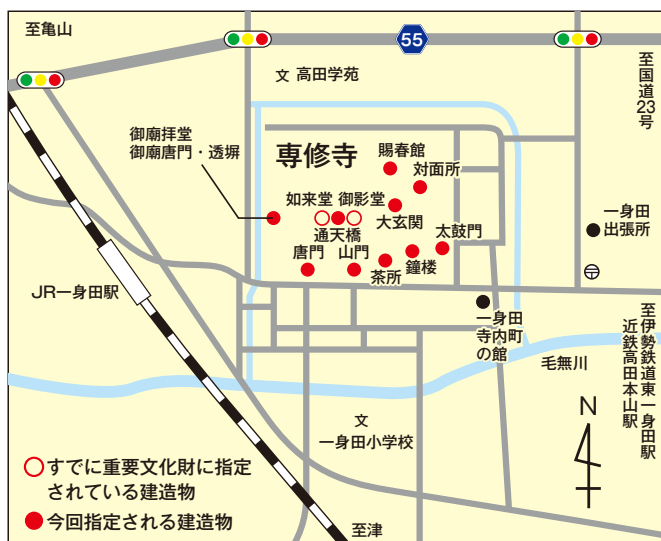 至亀山
55
文 高田学苑
至国道23号
御廟拝堂
御廟唐門・透塀
専修寺
賜春館
対面所
如来堂 御影堂
大玄関
通天橋
太鼓門
唐門
山門
鐘楼
茶所
一身田
出張所
〒
JR一身田駅
一身田
寺内町
の館
毛無川
至伊勢鉄道東一身田駅
近鉄高田本山駅
N
文
一身田小学校
すでに重要文化財に指定
されている建造物
今回指定される建造物
至津